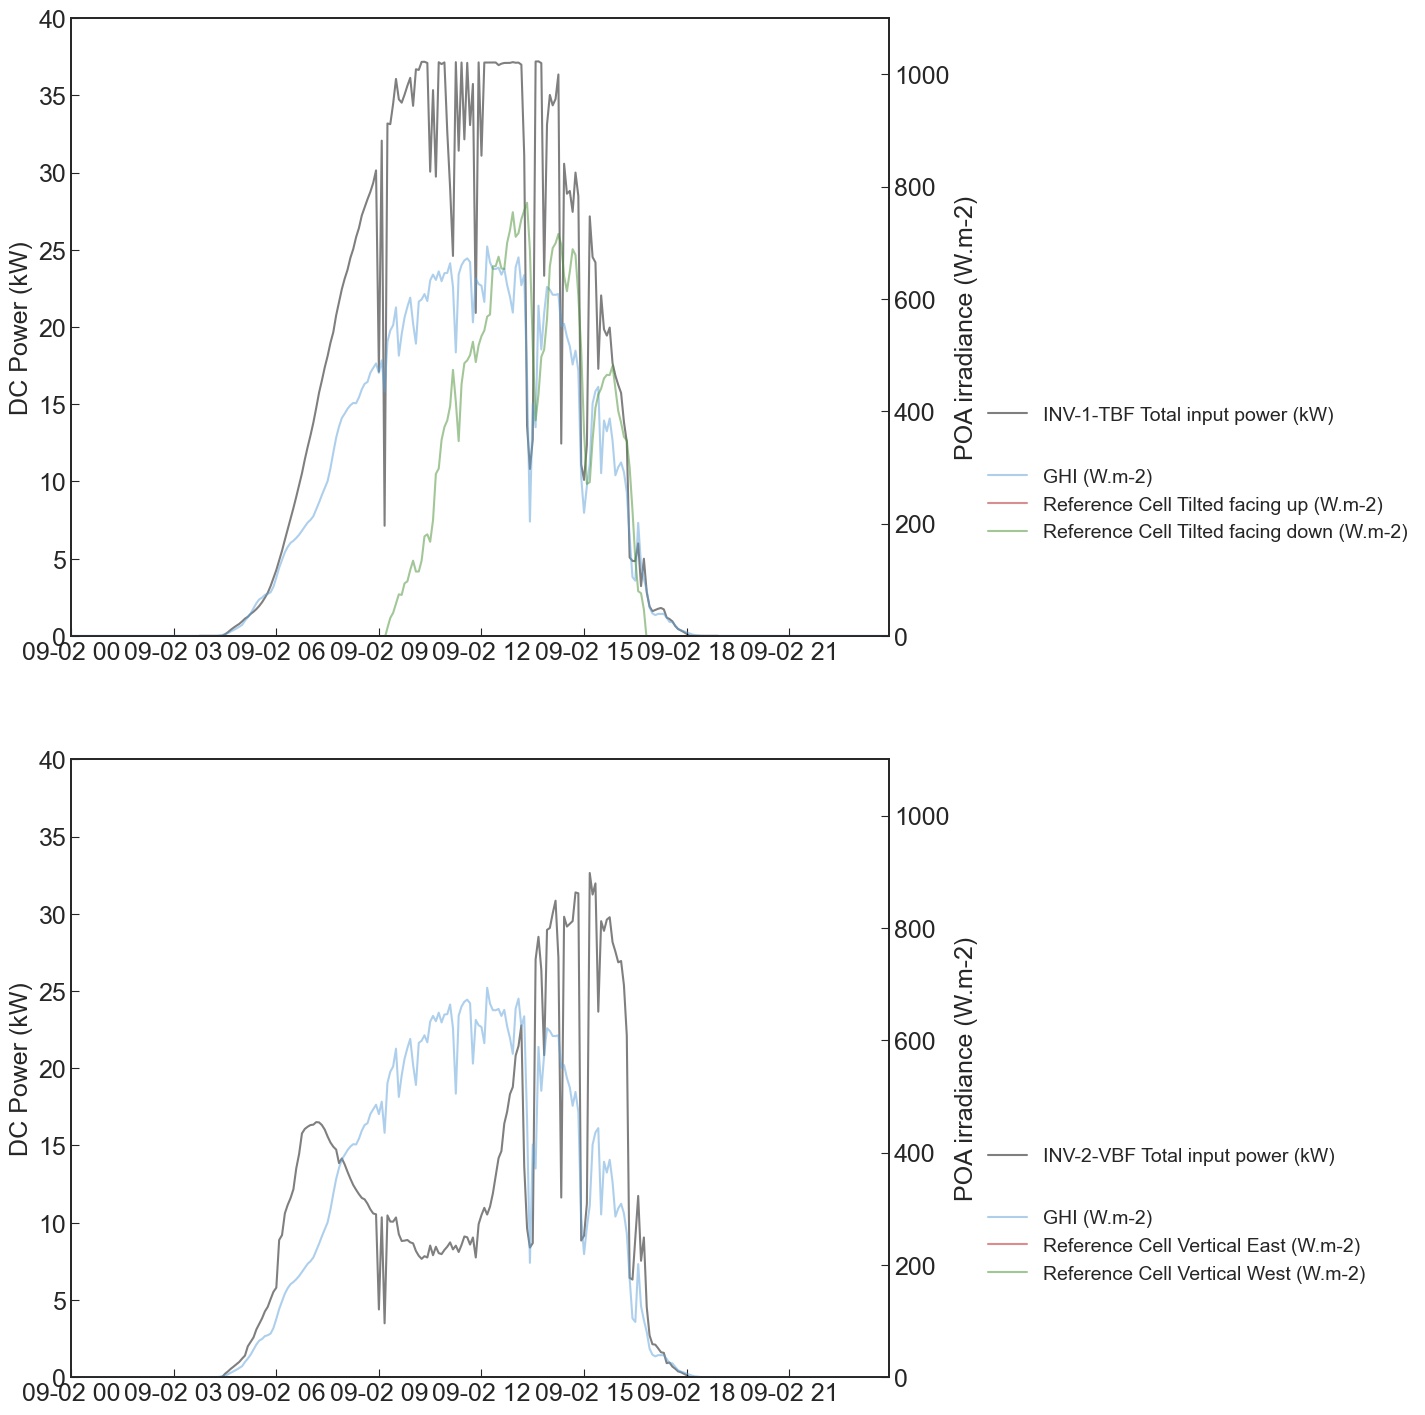 40
35
30
25
20
15
10
5
0
DC Power (kW)
1000
800
600
400
200
0
POA irradiance (W.m-2)
09-02 00 09-02 03 09-02 06 09-02 09 09-02 12 09-02 15 09-02 18 09-02 21
INV-1-TBF Total input power (kW)
GHI (W.m-2)
Reference Cell Tilted facing up (W.m-2)
Reference Cell Tilted facing down (W.m-2)
40
35
30
25
20
15
10
5
0
DC Power (kW)
1000
800
600
400
200
0
POA irradiance (W.m-2)
09-02 00 09-02 03 09-02 06 09-02 09 09-02 12 09-02 15 09-02 18 09-02 21
INV-2-VBF Total input power (kW)
GHI (W.m-2)
Reference Cell Vertical East (W.m-2)
Reference Cell Vertical West (W.m-2)